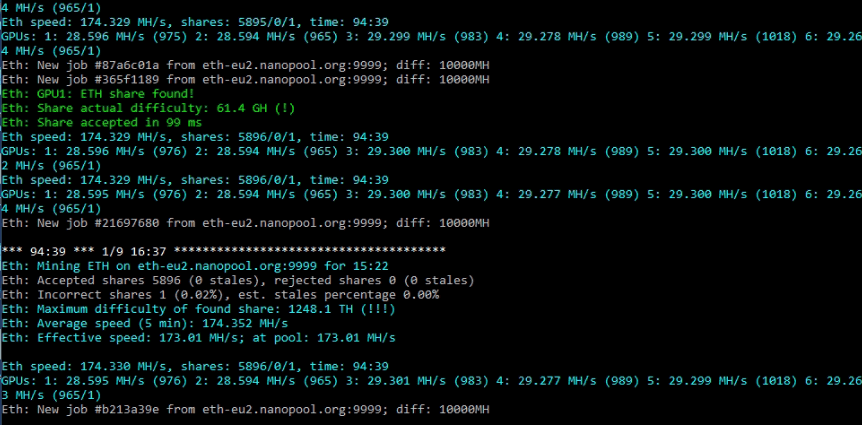 4 MH/s (965/1)
Eth speed: 174.329 MH/s, shares: 5895/0/1, time: 94:39
GPUs: 1: 28.596 MH/s (975) 2: 28.594 MH/s (965) 3: 29.299 MH/s (983) 4: 29.278 MH/s (989) 5: 29.299 MH/s (1018) 6: 29.26
4 MH/s (965/1)
Eth: New job #87a6c01a from eth-eu2.nanopool.org:9999; diff: 10000MH
Eth: New job #365f1189 from eth-eu2.nanopool.org:9999; diff: 10000MH
Eth: GPU1: ETH share found!
Eth: Share actual difficulty: 61.4 GH (!)
Eth: Share accepted in 99 ms
Eth speed: 174.329 MH/s, shares: 5896/0/1, time: 94:39
GPUs: 1: 28.596 MH/s (976) 2: 28.594 MH/s (965) 3: 29.300 MH/s (983) 4: 29.278 MH/s (989) 5: 29.300 MH/s (1018) 6: 29.26
2 MH/s (965/1)
Eth speed: 174.329 MH/s, shares: 5896/0/1, time: 94:39
GPUs: 1: 28.595 MH/s (976) 2: 28.594 MH/s (965) 3: 29.300 MH/s (983) 4: 29.277 MH/s (989) 5: 29.300 MH/s (1018) 6: 29.26
4 MH/s (965/1)
Eth: New job #21697680 from eth-eu2.nanopool.org:9999; diff: 10000MH
*** 94:39 *** 1/9 16:37 **************************************
Eth: Mining ETH on eth-eu2.nanopool.org:9999 for 15:22
Eth: Accepted shares 5896 (0 stales), rejected shares 0 (0 stales)
Eth: Incorrect shares 1 (0.02%), est. stales percentage 0.00%
Eth: Maximum difficulty of found share: 1248.1 TH (!!!)
Eth: Average speed (5 min): 174.352 MH/s
Eth: Effective speed: 173.01 MH/s; at pool: 173.01 MH/s
Eth speed: 174.330 MH/s, shares: 5896/0/1, time: 94:39
GPUs: 1: 28.595 MH/s (976) 2: 28.594 MH/s (965) 3: 29.301 MH/s (983) 4: 29.277 MH/s (989) 5: 29.299 MH/s (1018) 6: 29.26
3 MH/s (965/1)
Eth: New job #b213a39e from eth-eu2.nanopool.org:9999; diff: 10000MH